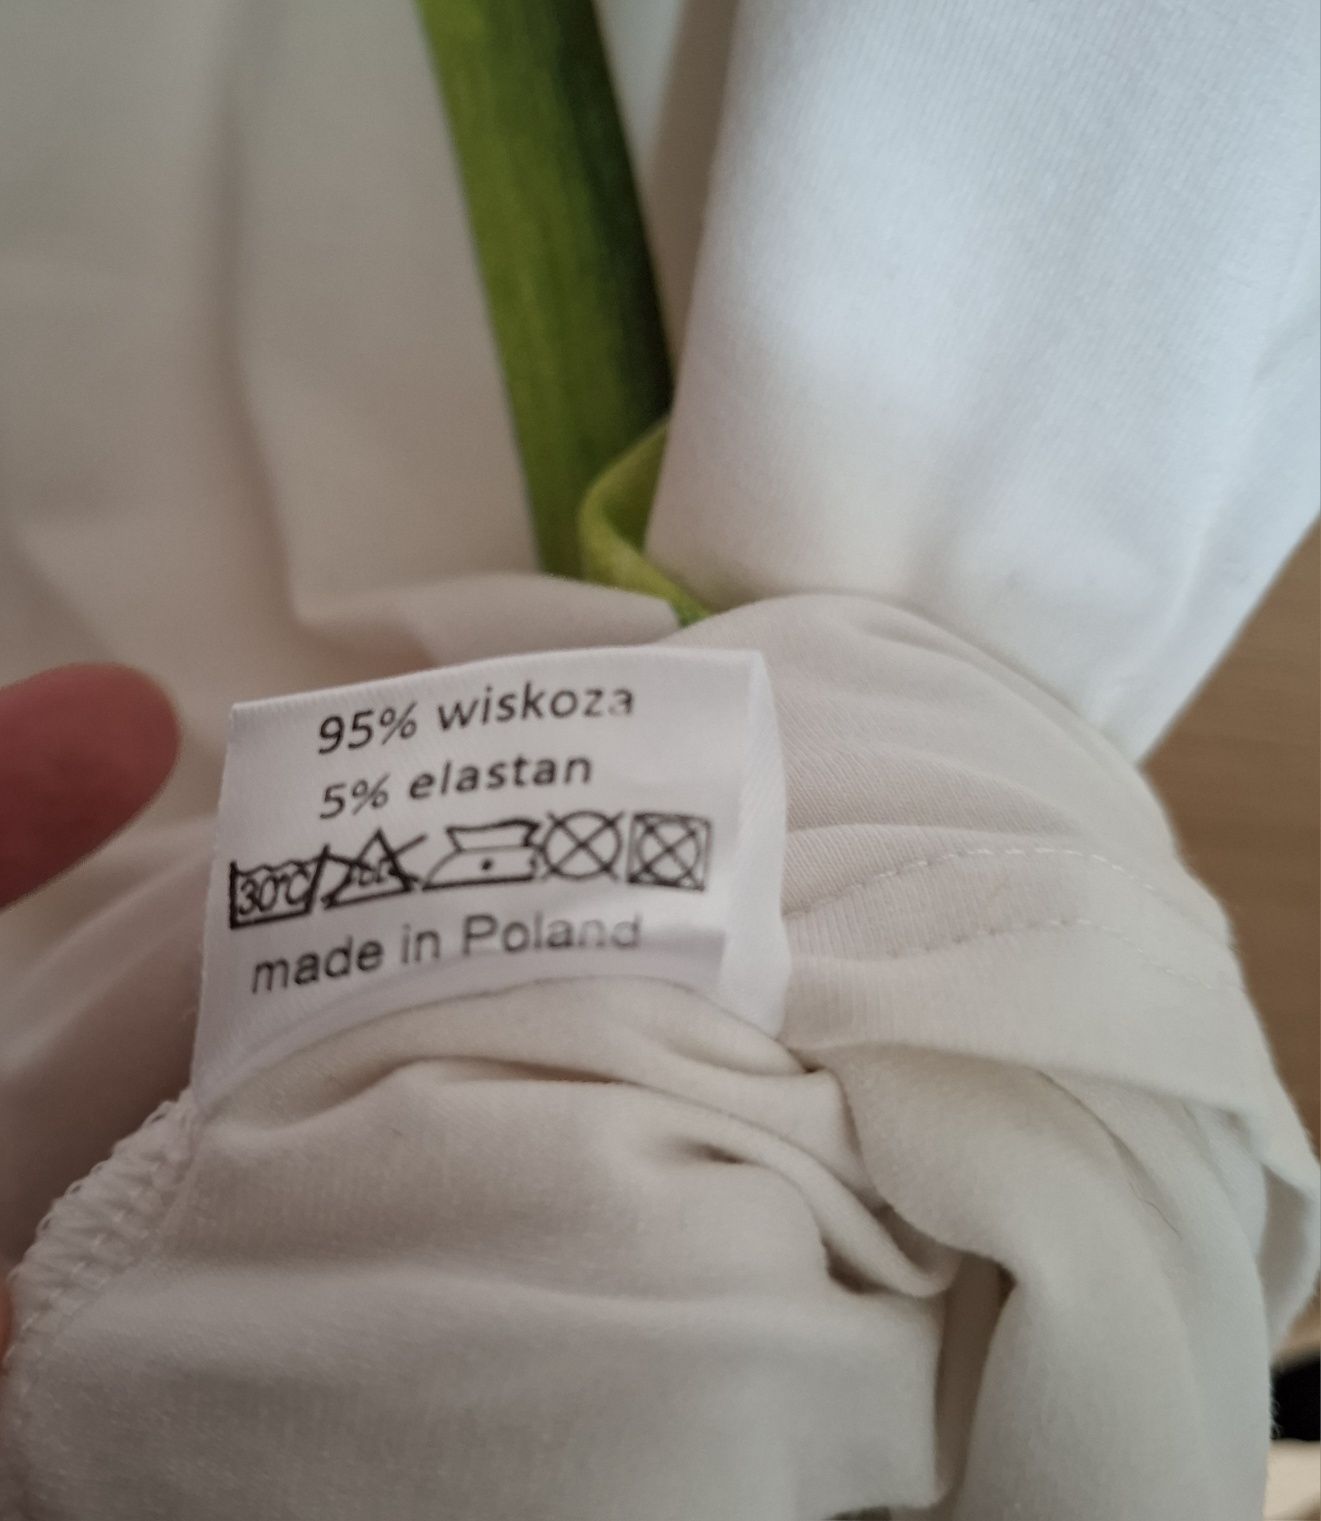 95% wiskoza
5% elastan
30°C
made in Poland